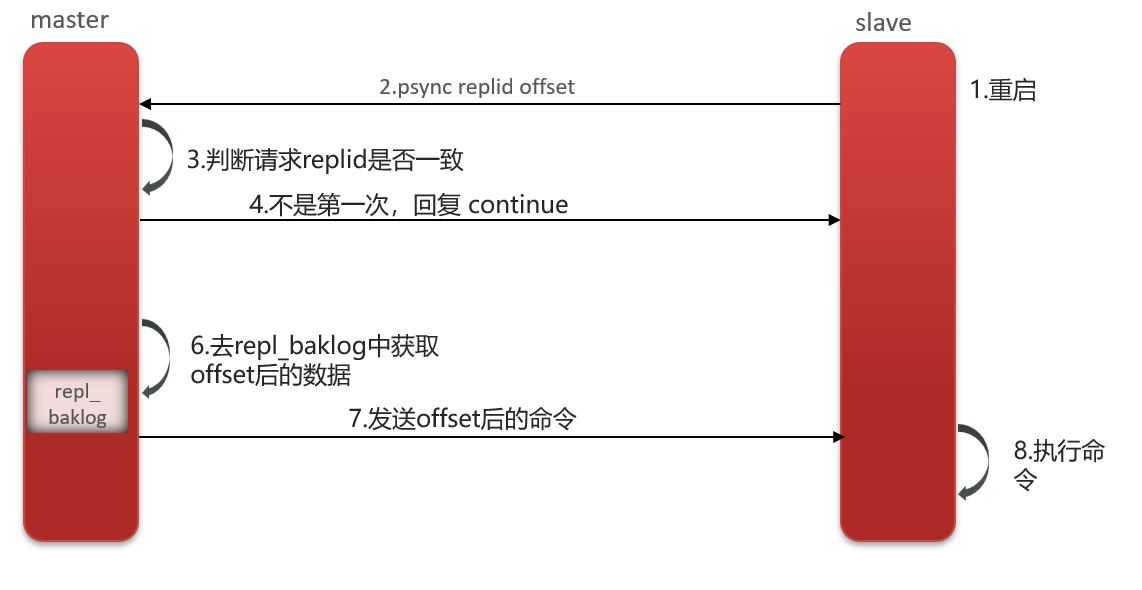 master
slave
1.重启
2.psync replid offset
3.判断请求replid是否一致
4.不是第一次，回复 continue
6.去repl_baklog中获取
offset后的数据
repl_
baklog
7.发送offset后的命令
8.执行命
令